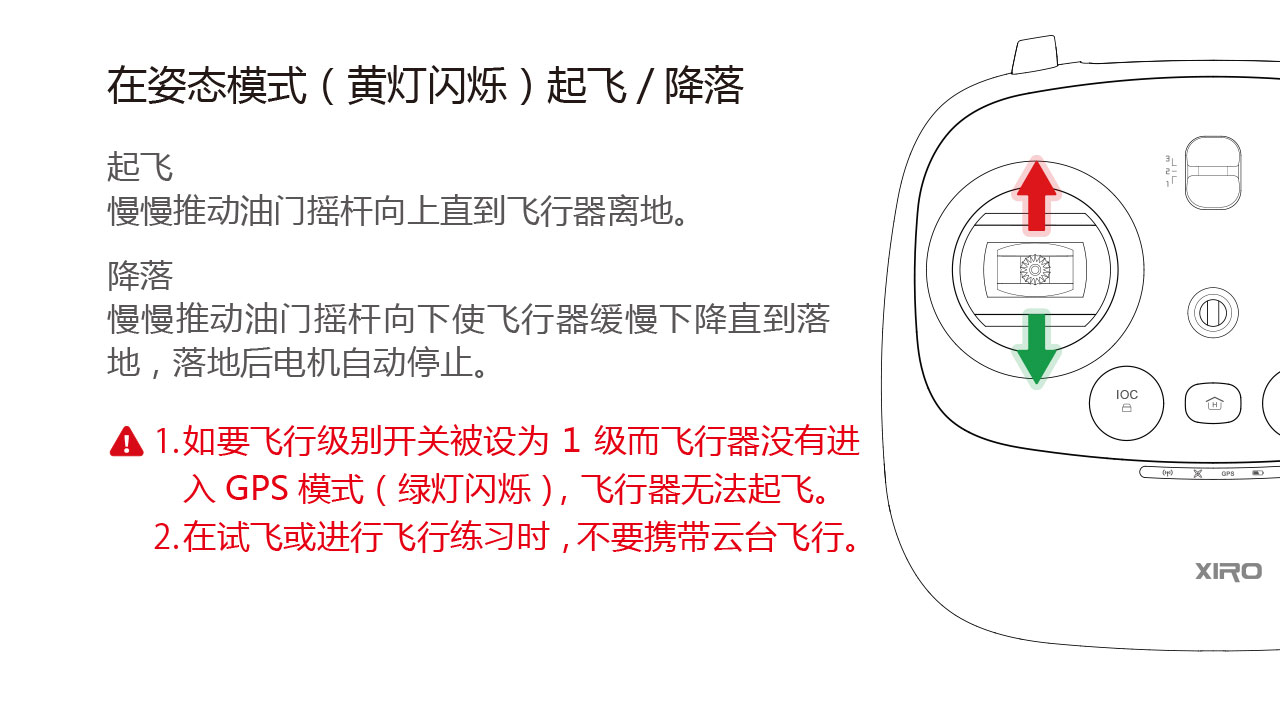 在姿态模式（黄灯闪烁）起飞 / 降落
起飞
慢慢推动油门摇杆向上直到飞行器离地。
降落
慢慢推动油门摇杆向下使飞行器缓慢下降直到落
地，落地后电机自动停止。
1.如要飞行级别开关被设为 1 级而飞行器没有进
入 GPS 模式（绿灯闪烁），飞行器无法起飞。
2.在试飞或进行飞行练习时，不要携带云台飞行。
3
2
1
IOC
H
GPS
XIRO